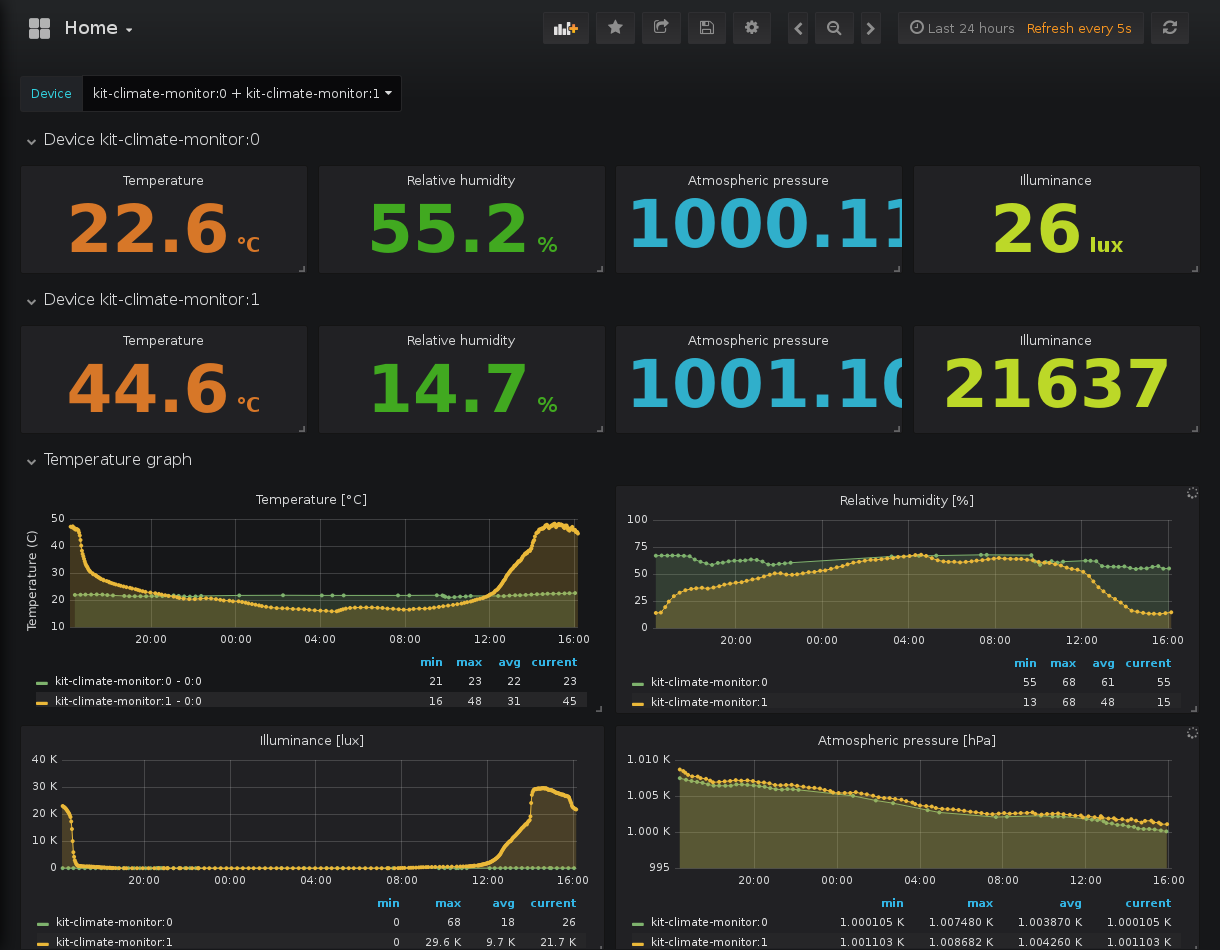 Home
Last 24 hours Refresh every 5s
Device kit-climate-monitor:0 + kit-climate-monitor:1
Device kit-climate-monitor:0
Temperature Relative humidity Atmospheric pressure Illuminance
22.6 °C 55.2 % 1000.11 26 lux
Device kit-climate-monitor:1
Temperature Relative humidity Atmospheric pressure Illuminance
44.6 °C 14.7 % 1001.10 21637
Temperature graph
Temperature [°C]
Temperature (C)
50
40
30
20
10
20:00 00:00 04:00 08:00 12:00 16:00
min max avg current
kit-climate-monitor:0 - 0:0 21 23 22 23
kit-climate-monitor:1 - 0:0 16 48 31 45
Relative humidity [%]
100
75
50
25
0
20:00 00:00 04:00 08:00 12:00 16:00
min max avg current
kit-climate-monitor:0 55 68 61 55
kit-climate-monitor:1 13 68 48 15
Illuminance [lux]
40 K
30 K
20 K
10 K
0
20:00 00:00 04:00 08:00 12:00 16:00
min max avg current
kit-climate-monitor:0 0 68 18 26
kit-climate-monitor:1 0 29.6 K 9.7 K 21.7 K
Atmospheric pressure [hPa]
1.010 K
1.005 K
1.000 K
995
20:00 00:00 04:00 08:00 12:00 16:00
min max avg current
kit-climate-monitor:0 1.000105 K 1.007480 K 1.003870 K 1.000105 K
kit-climate-monitor:1 1.001103 K 1.008682 K 1.004260 K 1.001103 K